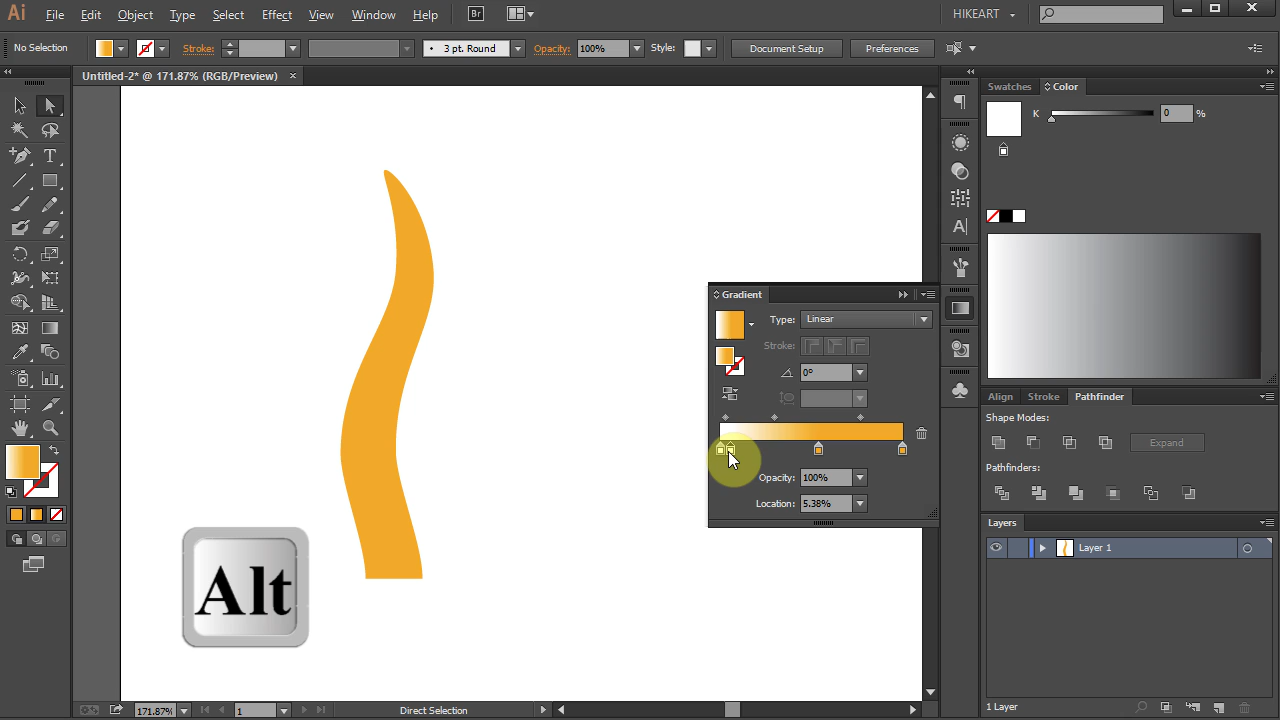 Ai File Edit Object Type Select Effect View Window Help Br HIKEART
No Selection Stroke: 3 pt. Round Opacity: 100% Style: Document Setup Preferences
Untitled-2* @ 171.87% (RGB/Preview) ×
Swatches Color
K 0 %
Gradient
Type: Linear
Stroke:
0°
Opacity: 100%
Location: 5.38%
Align Stroke Pathfinder
Shape Modes:
Expand
Pathfinders:
Layers
Layer 1
Alt
1 Layer
171.87% 1 Direct Selection